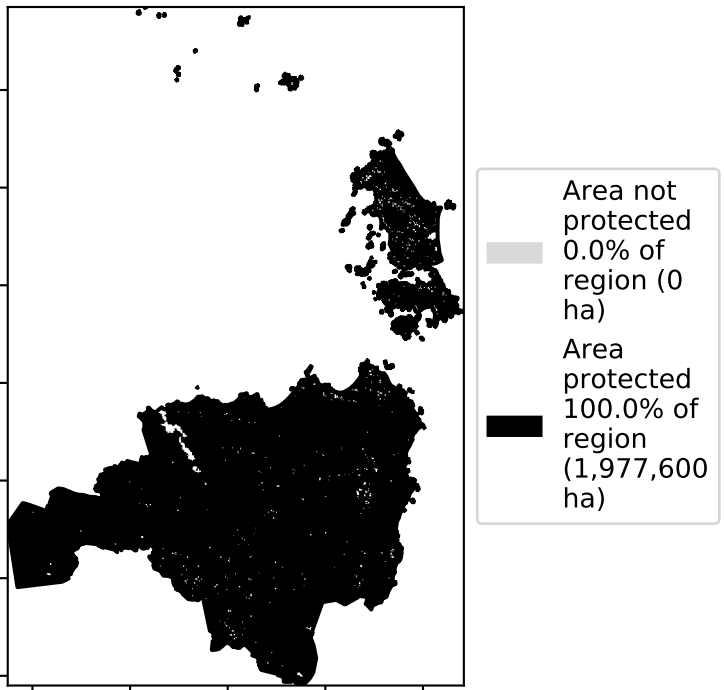 Area not
protected
0.0% of
region (0
ha)
Area
protected
100.0% of
region
(1,977,600
ha)